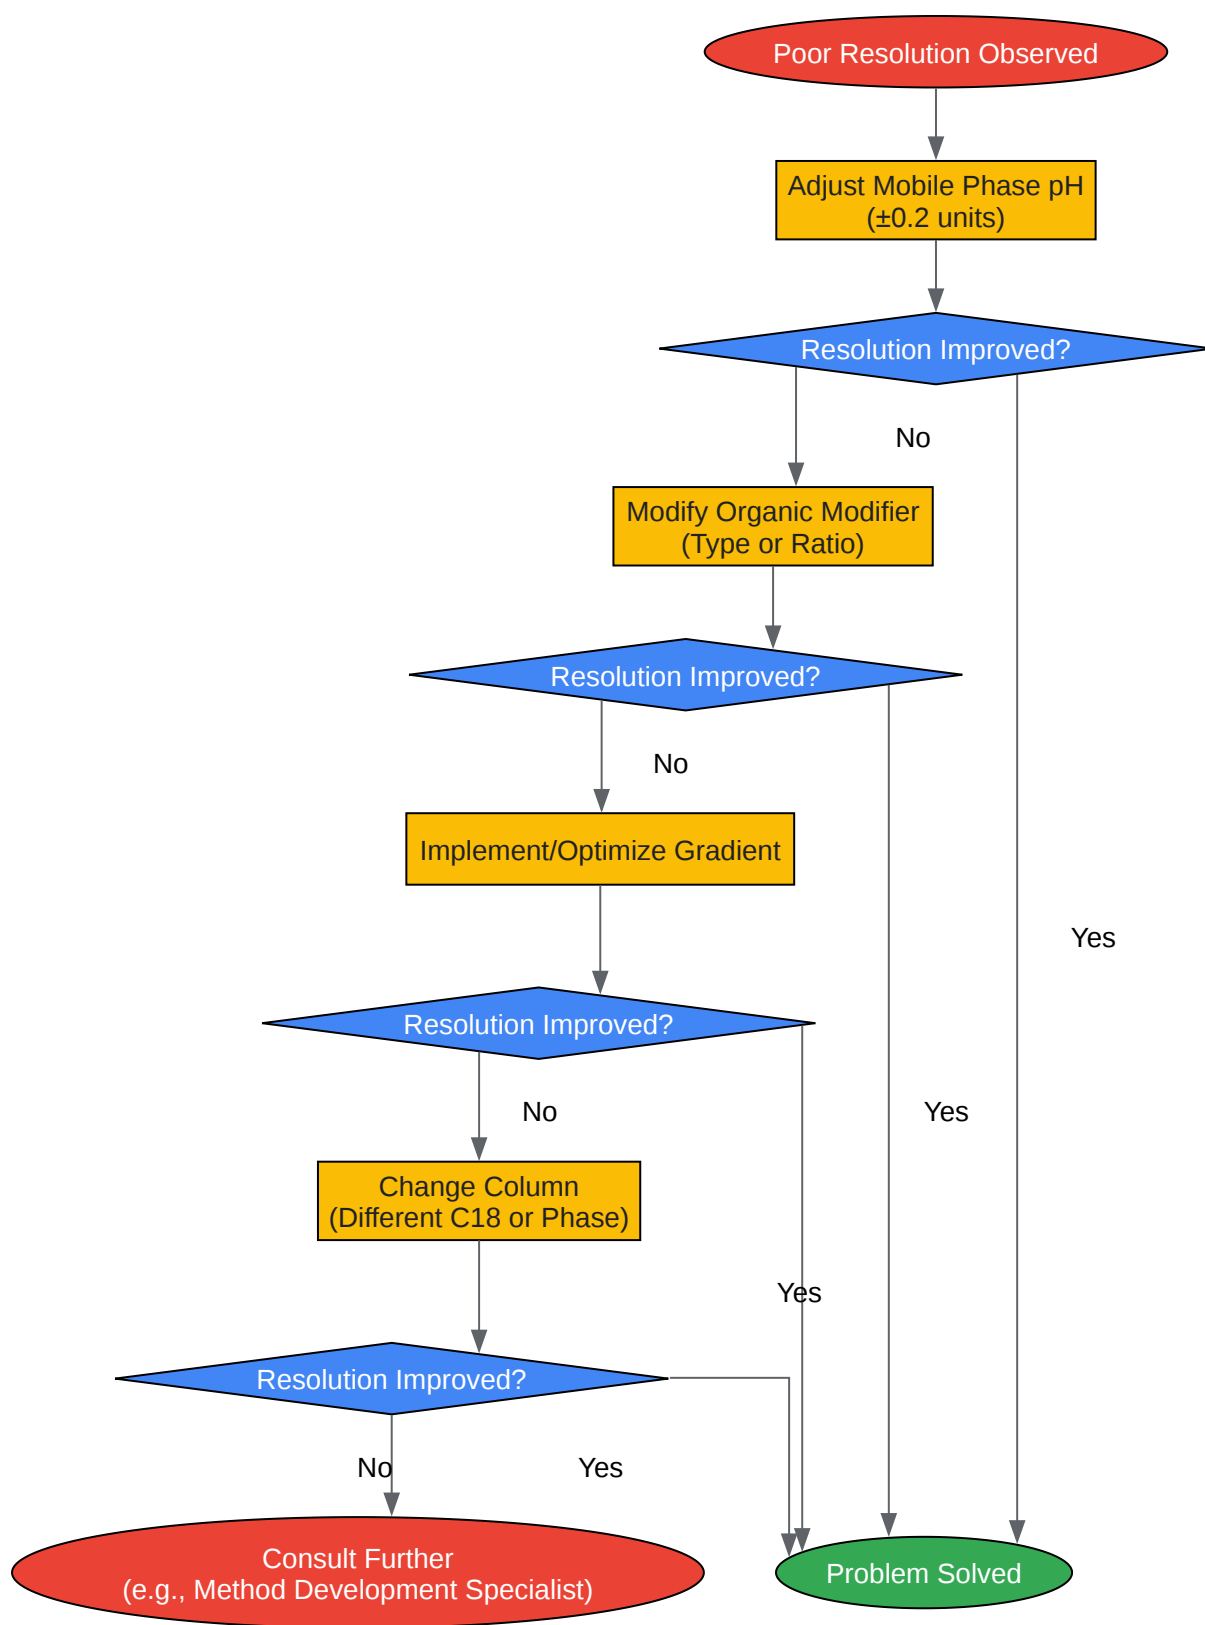 Poor Resolution Observed
Adjust Mobile Phase pH
(±0.2 units)
Resolution Improved?
No
Modify Organic Modifier
(Type or Ratio)
Resolution Improved?
No
Implement/Optimize Gradient
Yes
Resolution Improved?
No
Yes
Change Column
(Different C18 or Phase)
Yes
Resolution Improved?
No
Yes
Consult Further
(e.g., Method Development Specialist)
Problem Solved